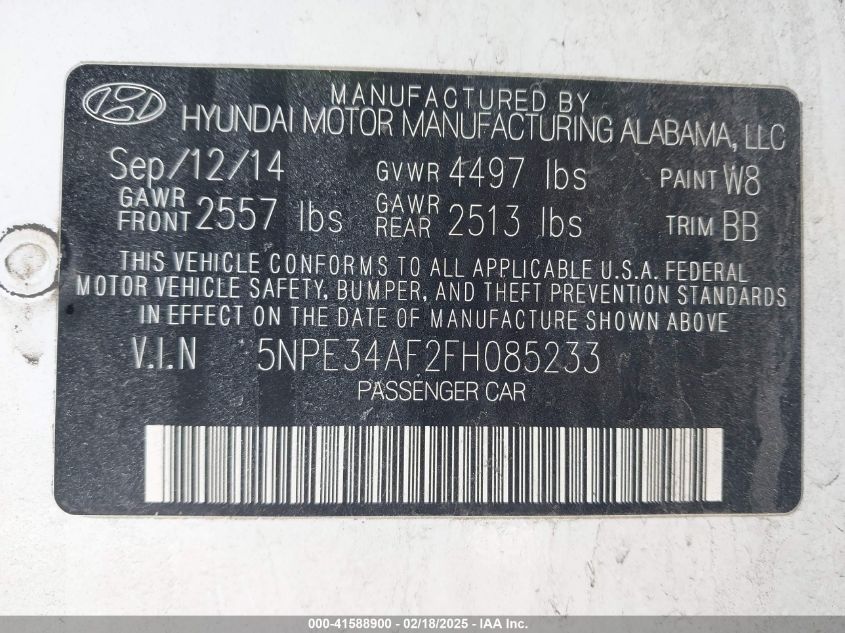 MANUFACTURED BY
HYUNDAI MOTOR MANUFACTURING ALABAMA, LLC
Sep/12/14 GVWR 4497 lbs PAINT W8
GAWR FRONT 2557 lbs GAWR REAR 2513 lbs TRIM BB
THIS VEHICLE CONFORMS TO ALL APPLICABLE U.S.A. FEDERAL
MOTOR VEHICLE SAFETY, BUMPER, AND THEFT PREVENTION STANDARDS
IN EFFECT ON THE DATE OF MANUFACTURE SHOWN ABOVE
V.I.N 5NPE34AF2FH085233
PASSENGER CAR
000-41588900 - 02/18/2025 - IAA Inc.